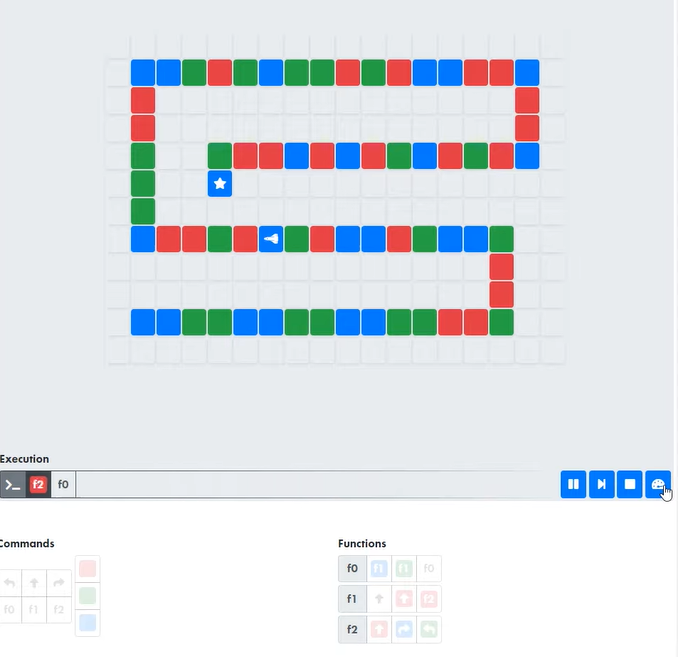 Execution
>_ f2 f0
Commands
f0 f1 f2
Functions
f0 f1 f1 f0
f1 f2
f2